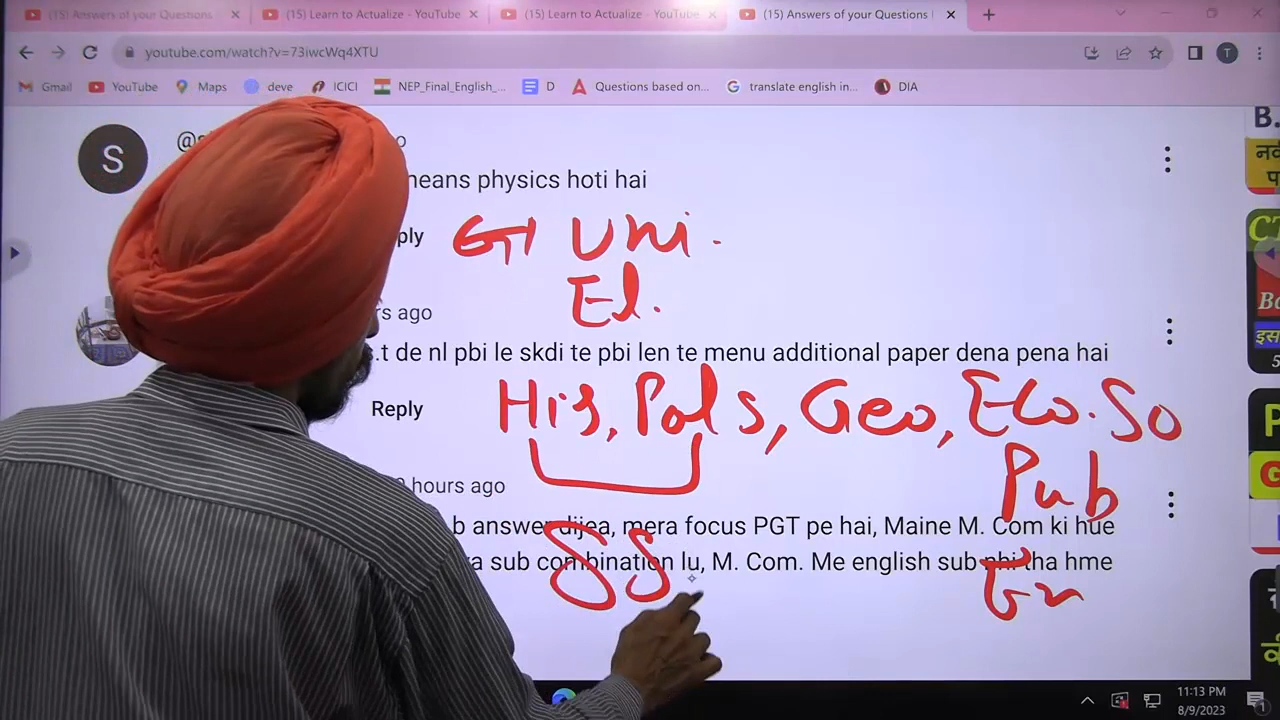 (15) Answers of your Questions - YouTube (15) Learn to Actualize - YouTube (15) Learn to Actualize - YouTube (15) Answers of your Questions
youtube.com/watch?v=73iwcWq4XTU T
Gmail YouTube Maps deve ICICI NEP_Final_English_... D Questions based on... translate english in... DIA
B.
S
means physics hoti hai
CT
Reply GH Uni.
El.
ago
de nl pbi le skdi te pbi len te menu additional paper dena pena hai
Reply His, Pol S, Geo, Eco. So
Pub
hours ago
answer dijea, mera focus PGT pe hai, Maine M. Com ki hue
sub combination lu, M. Com. Me english sub nhi tha hme
SS
11:13 PM
8/9/2023